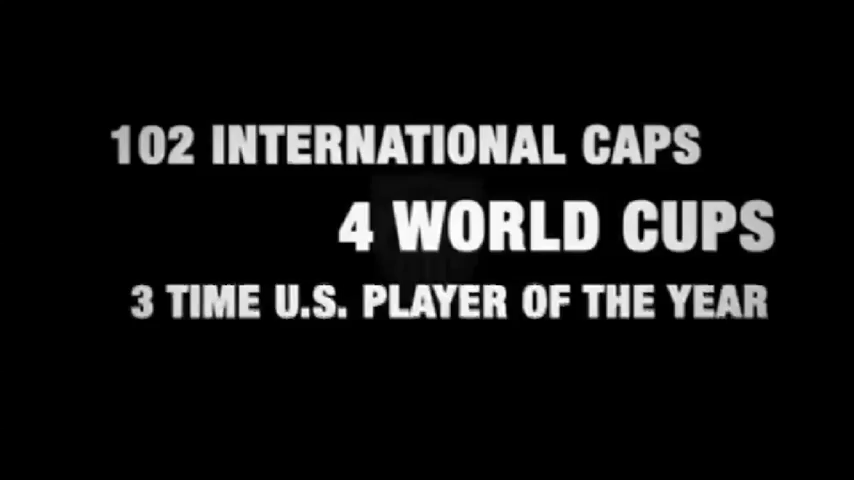 102 INTERNATIONAL CAPS
4 WORLD CUPS
3 TIME U.S. PLAYER OF THE YEAR